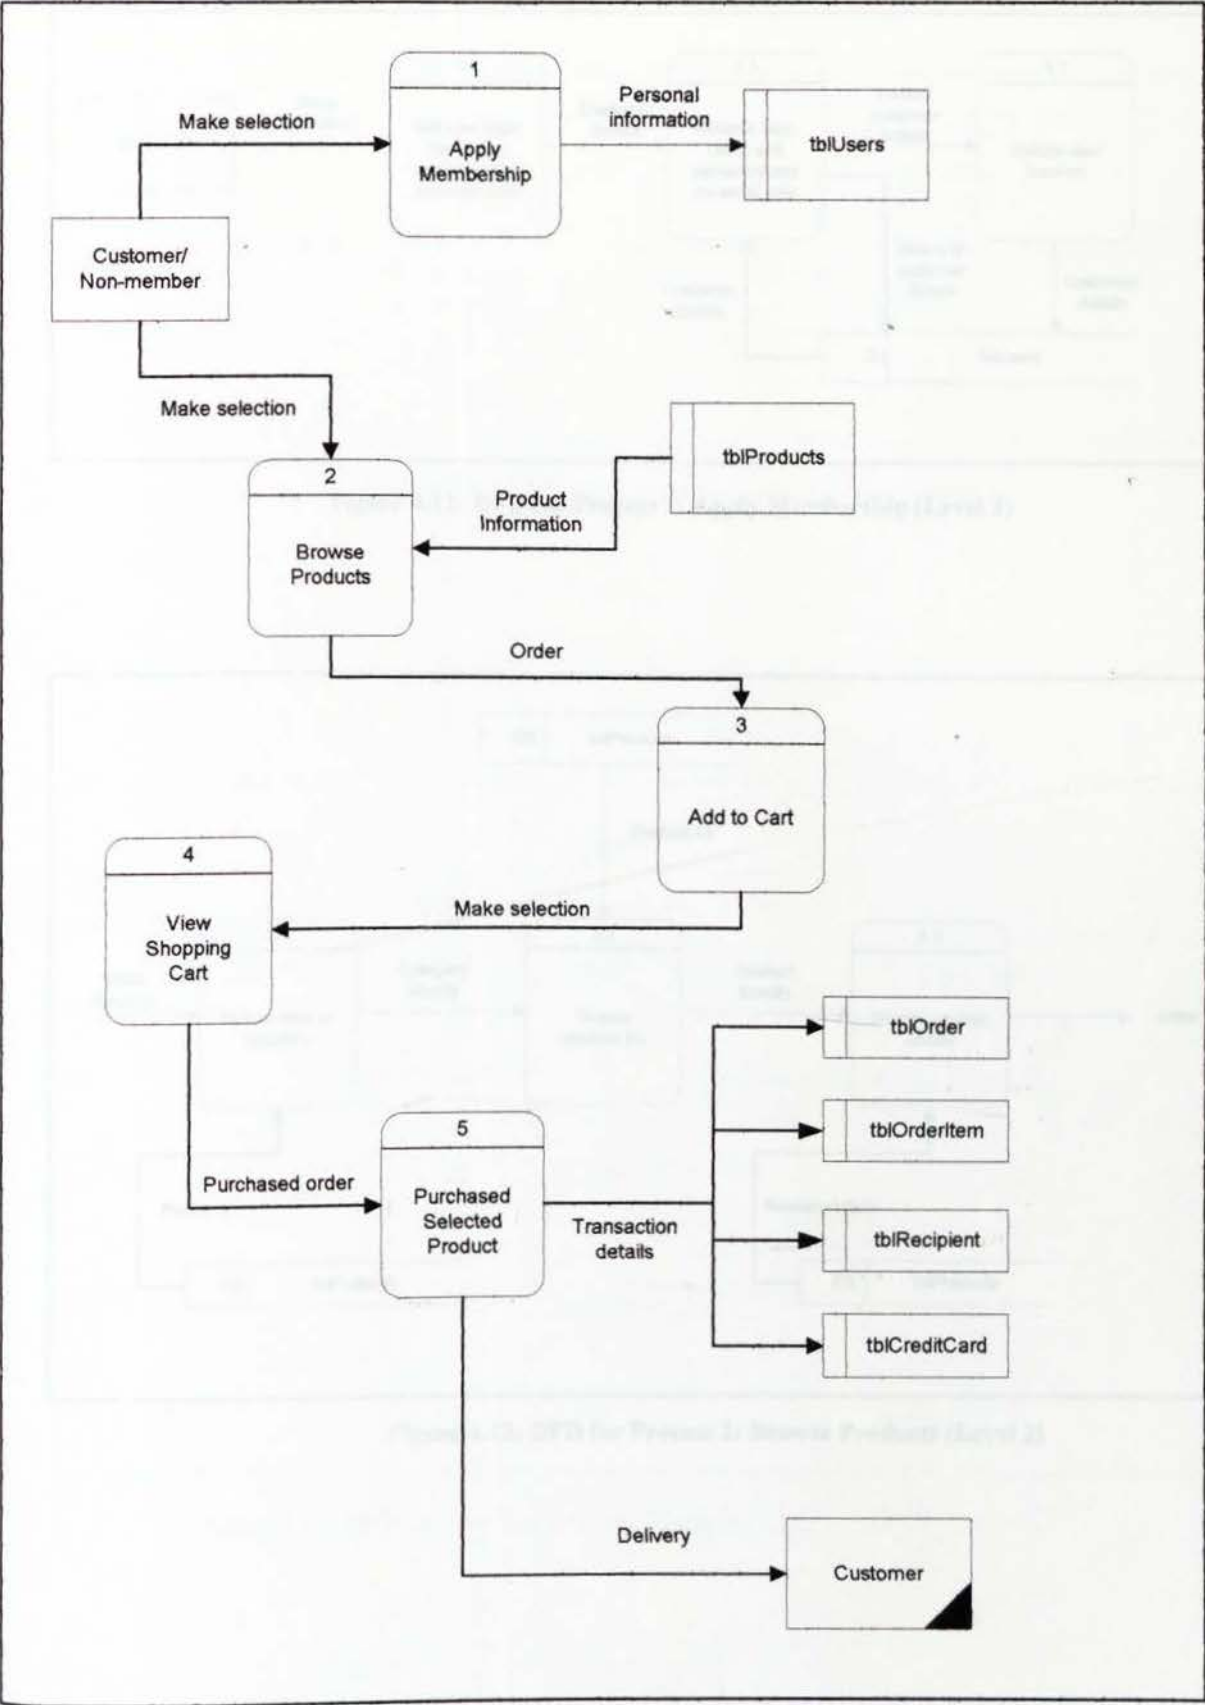 1
Make selection
Apply
Membership
Personal
information
tblUsers
Customer/
Non-member
Make selection
2
Browse
Products
Product
Information
tblProducts
Order
3
Add to Cart
4
View
Shopping
Cart
Make selection
Purchased order
5
Purchased
Selected
Product
Transaction
details
tblOrder
tblOrderItem
tblRecipient
tblCreditCard
Delivery
Customer